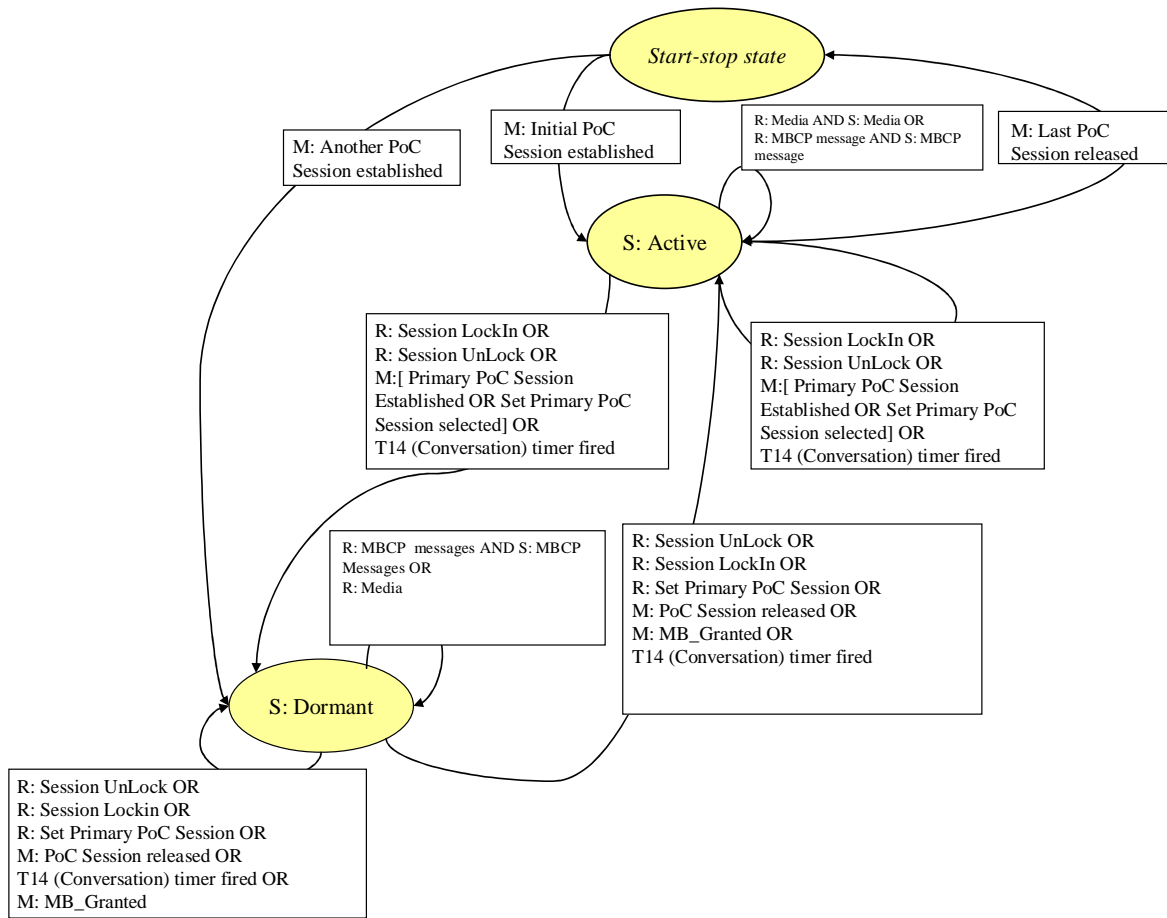 Start-stop state
M: Another PoC
Session established
M: Initial PoC
Session established
R: Media AND S: Media OR
R: MBCP message AND S: MBCP
message
M: Last PoC
Session released
S: Active
R: Session LockIn OR
R: Session UnLock OR
M:[ Primary PoC Session
Established OR Set Primary PoC
Session selected] OR
T14 (Conversation) timer fired
R: Session LockIn OR
R: Session UnLock OR
M:[ Primary PoC Session
Established OR Set Primary PoC
Session selected] OR
T14 (Conversation) timer fired
R: MBCP messages AND S: MBCP
Messages OR
R: Media
R: Session UnLock OR
R: Session LockIn OR
R: Set Primary PoC Session OR
M: PoC Session released OR
M: MB_Granted OR
T14 (Conversation) timer fired
S: Dormant
R: Session UnLock OR
R: Session Lockin OR
R: Set Primary PoC Session OR
M: PoC Session released OR
T14 (Conversation) timer fired OR
M: MB_Granted